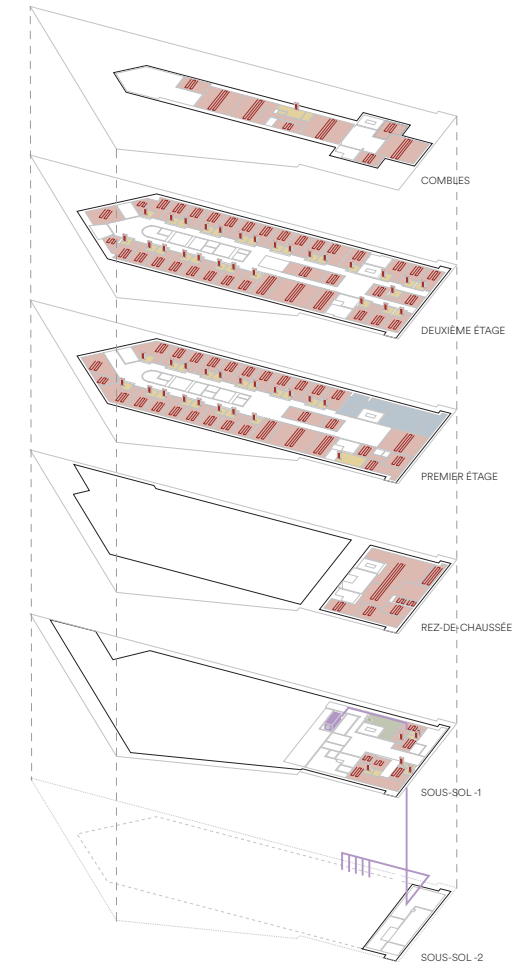 COMBLES
DEUXIÈME ÉTAGE
PREMIER ÉTAGE
REZ-DE-CHAUSSÉE
SOUS-SOL -1
SOUS-SOL -2